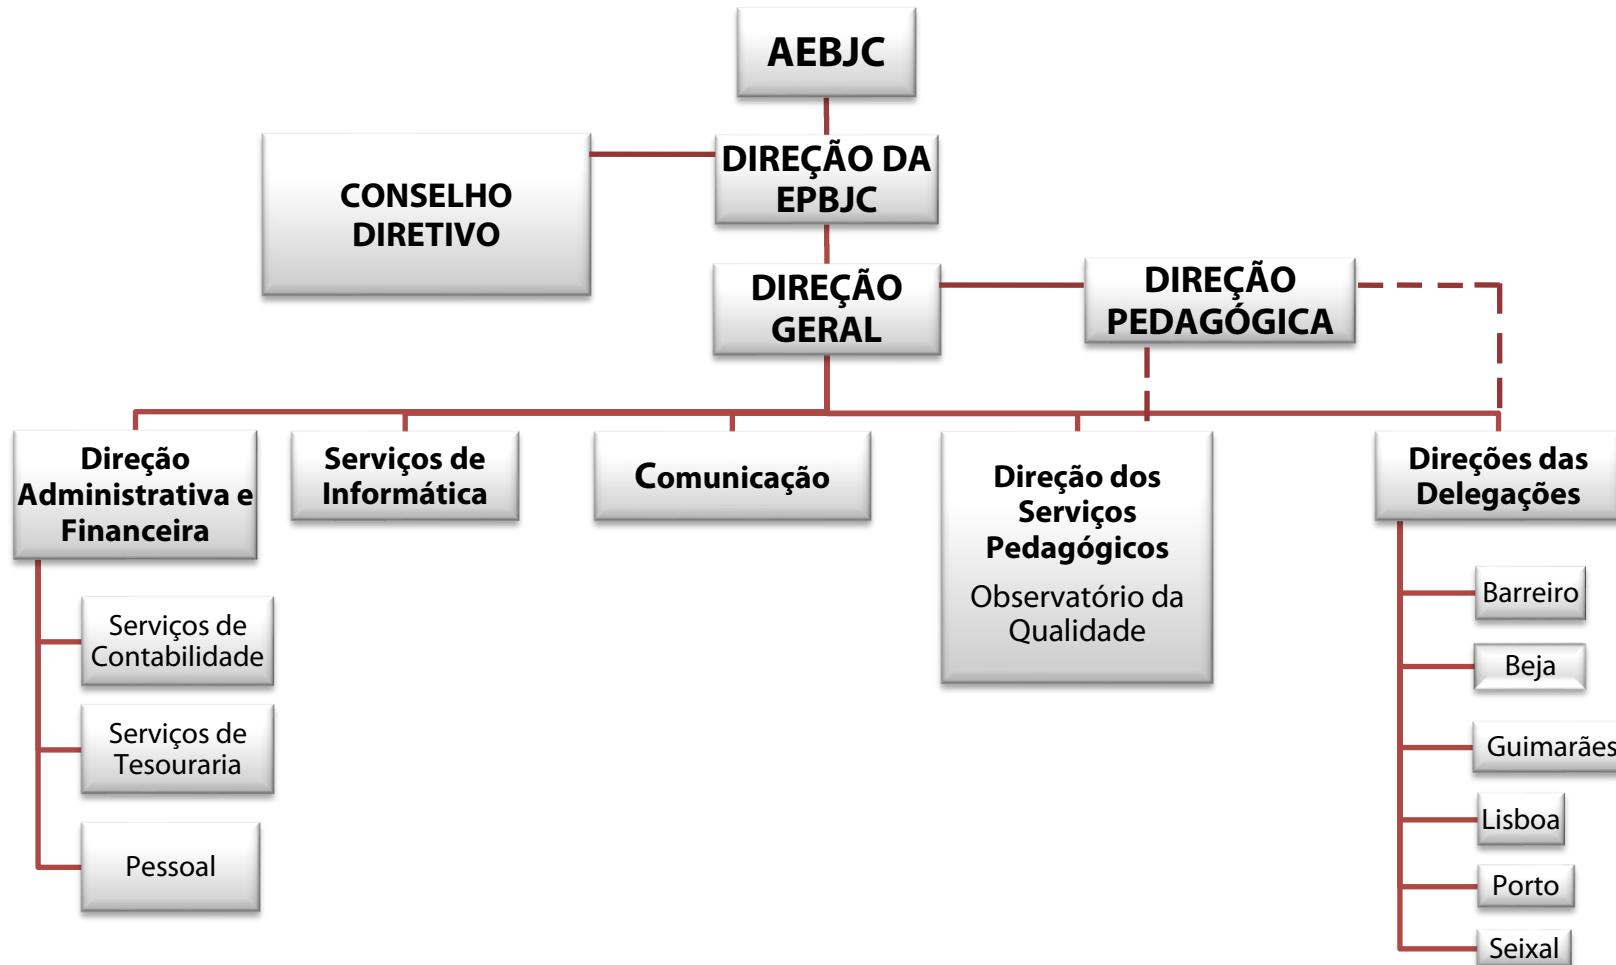 AEBJC
CONSELHO
DIRETIVO
DIREÇÃO DA
EPBJC
DIREÇÃO
GERAL
DIREÇÃO
PEDAGÓGICA
Direção
Administrativa e
Financeira
Serviços de
Informática
Comunicação
Direção dos
Serviços
Pedagógicos
Observatório da
Qualidade
Direções das
Delegações
Serviços de
Contabilidade
Serviços de
Tesouraria
Pessoal
Barreiro
Beja
Guimarães
Lisboa
Porto
Seixal